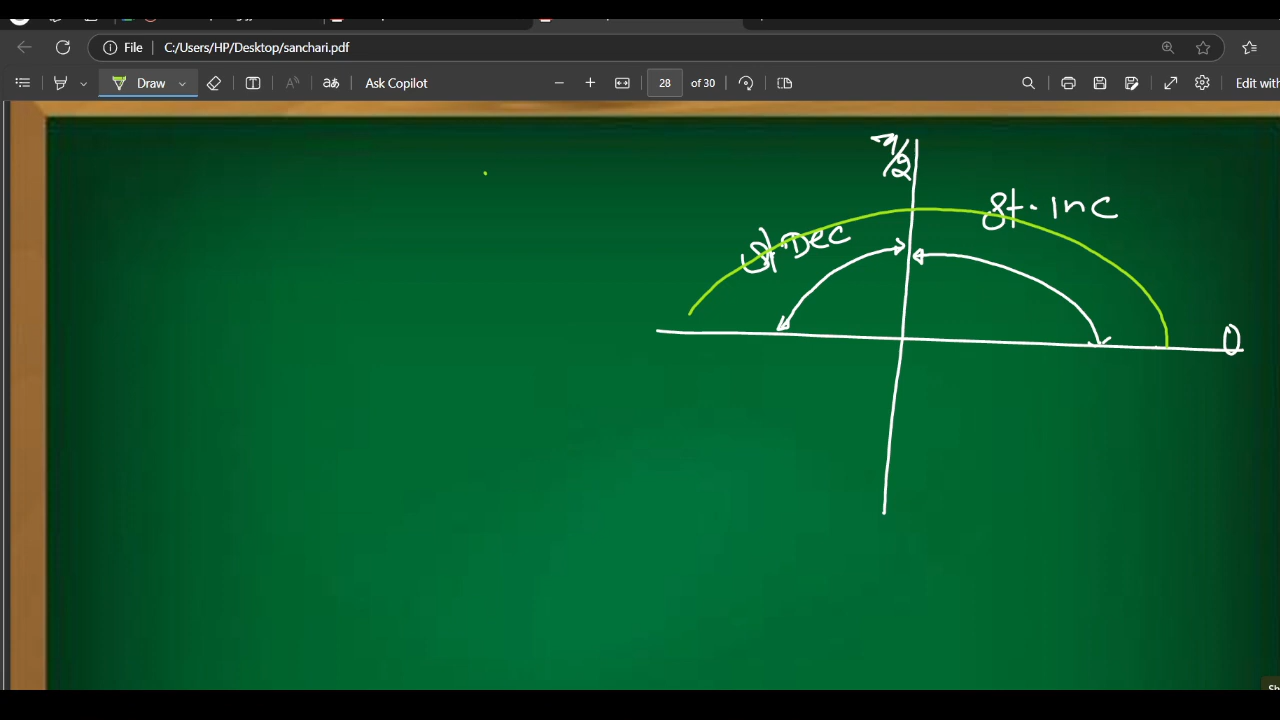 File C:/Users/HP/Desktop/sanchari.pdf
Draw Ask Copilot 28 of 30 Edit with
π/2
st. Inc
st. Dec
0